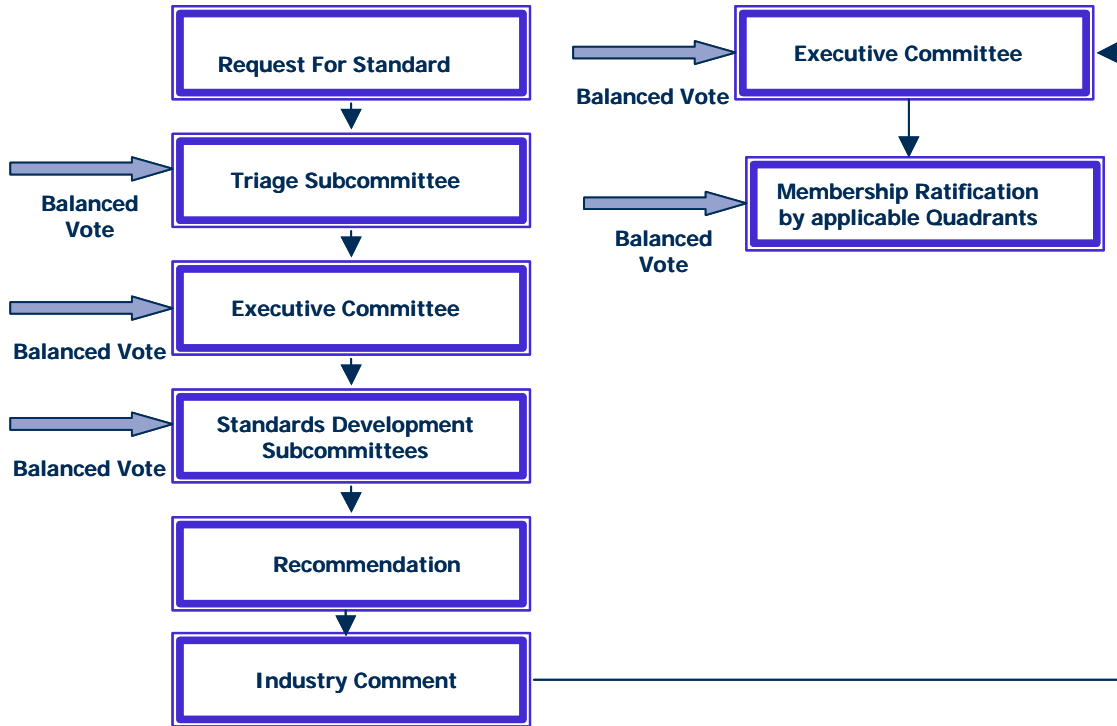 Request For Standard
Balanced
Vote
Triage Subcommittee
Balanced Vote
Executive Committee
Balanced Vote
Standards Development
Subcommittees
Recommendation
Industry Comment
Balanced Vote
Executive Committee
Balanced
Vote
Membership Ratification
by applicable Quadrants